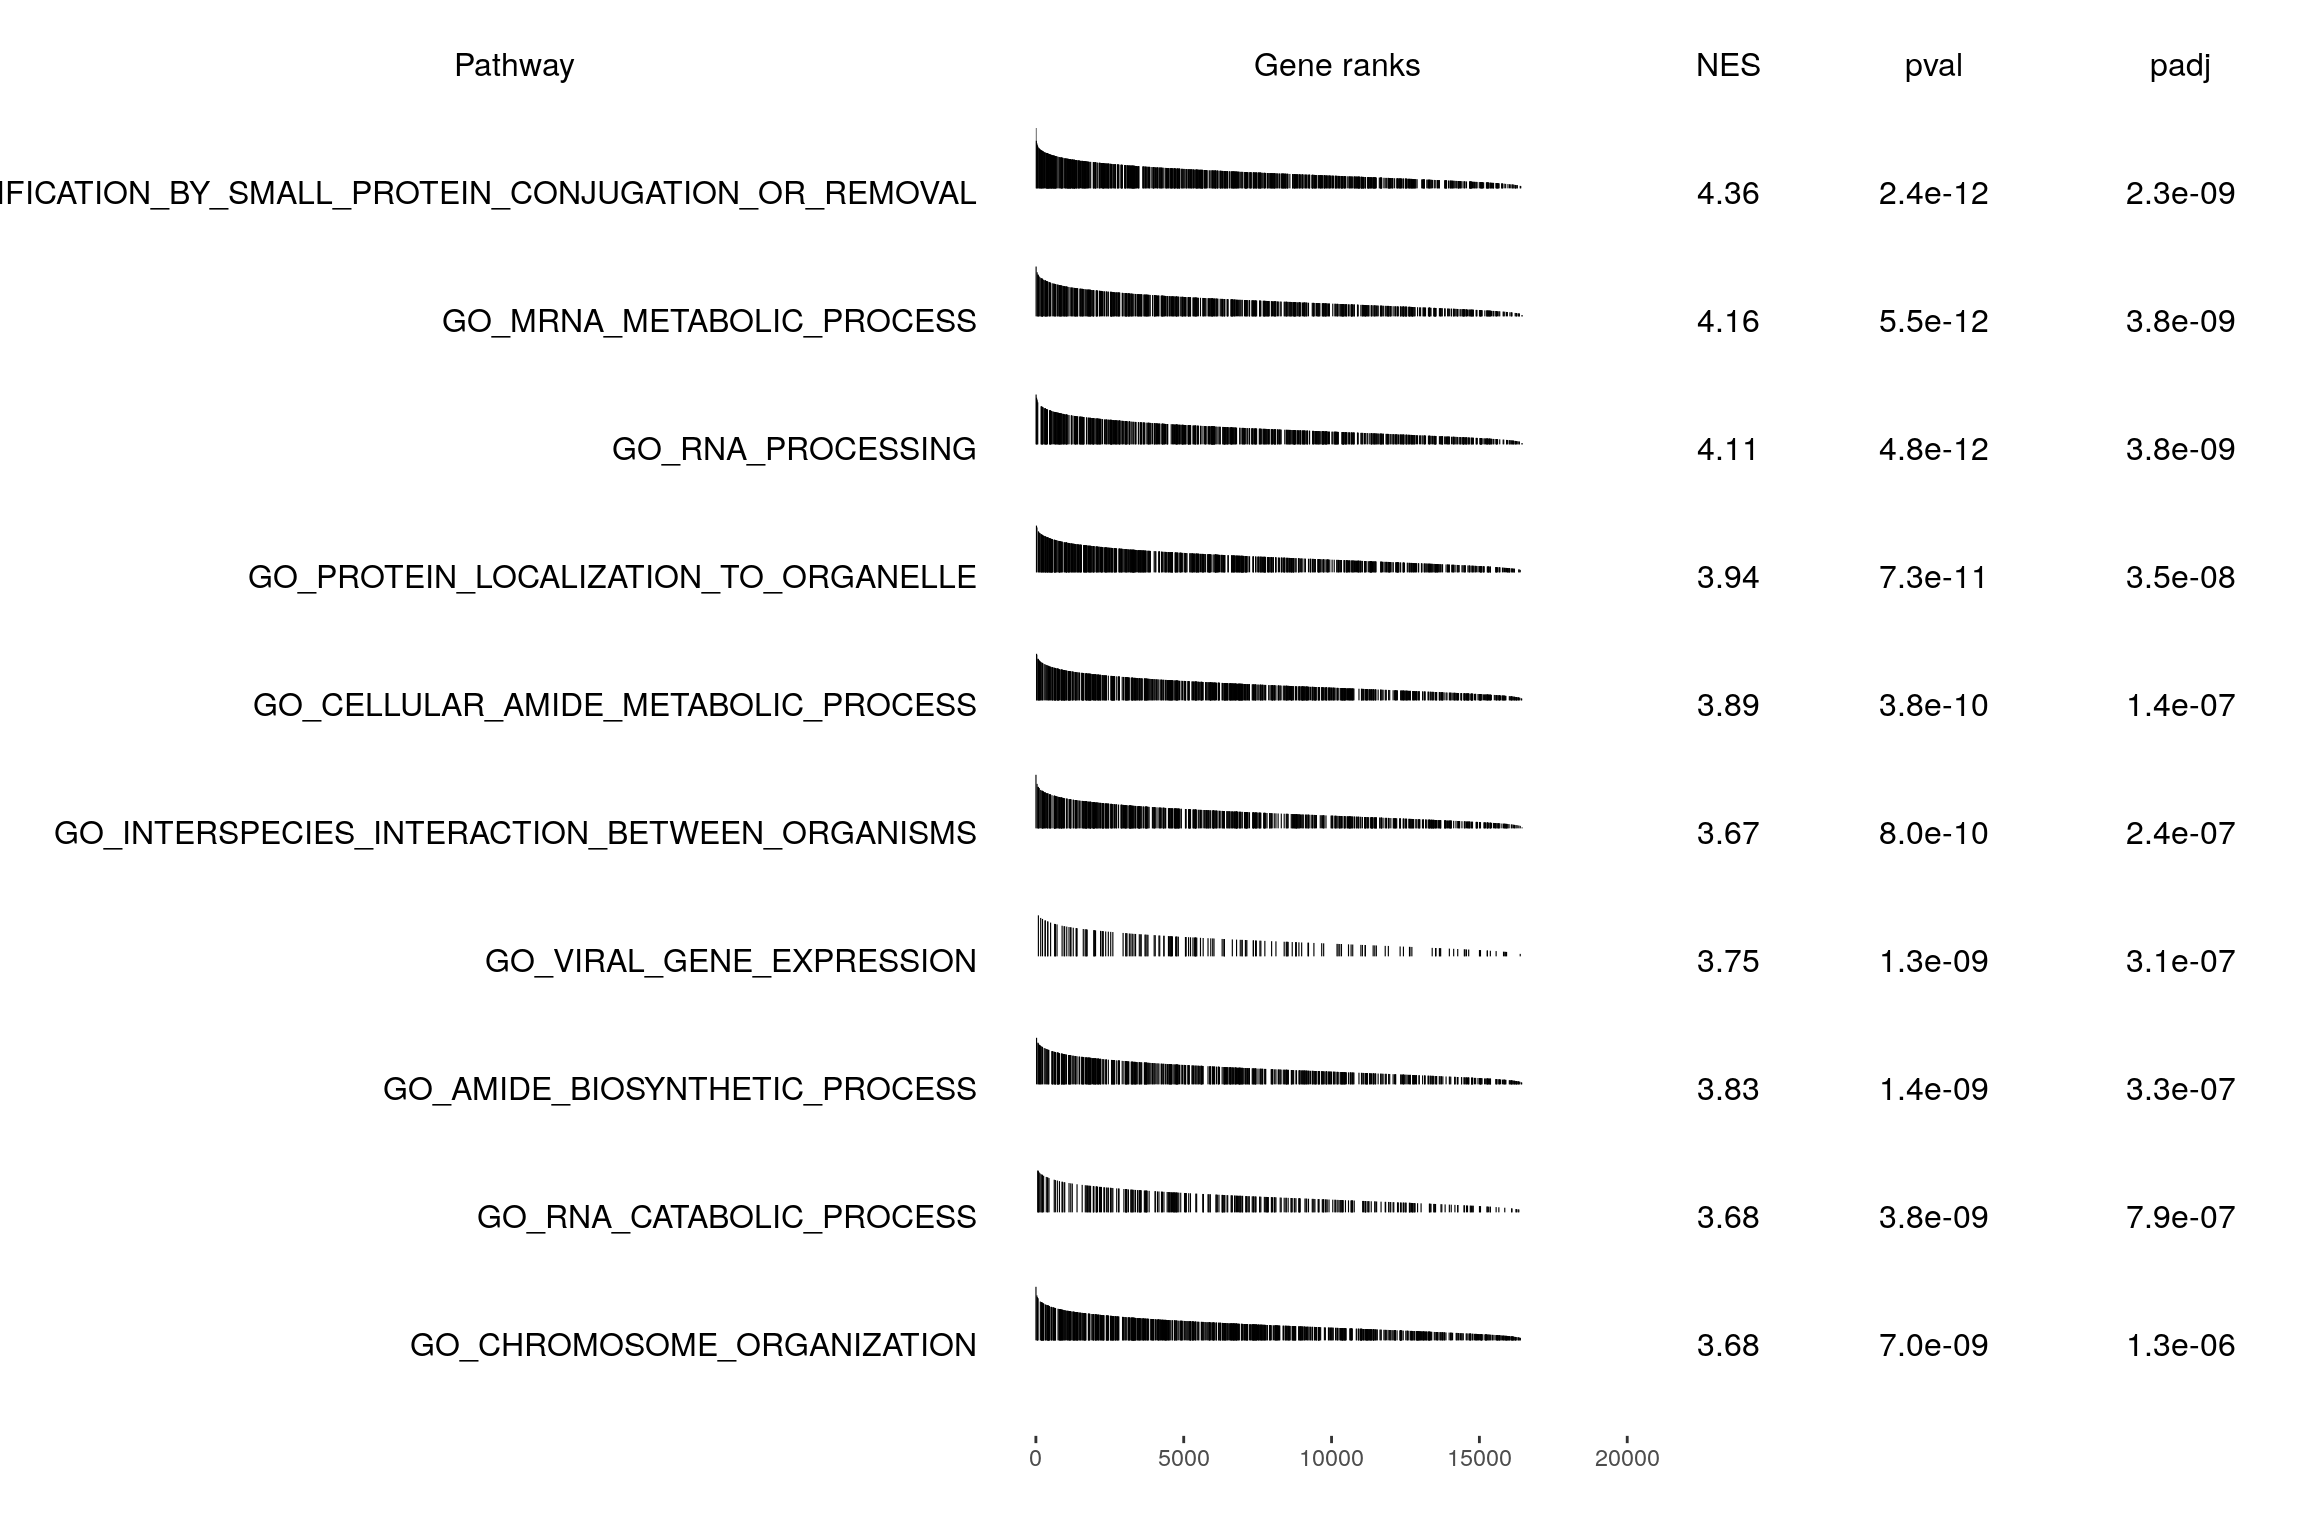 Pathway Gene ranks NES pval padj
IFICATION_BY_SMALL_PROTEIN_CONJUGATION_OR_REMOVAL 4.36 2.4e-12 2.3e-09
GO_MRNA_METABOLIC_PROCESS 4.16 5.5e-12 3.8e-09
GO_RNA_PROCESSING 4.11 4.8e-12 3.8e-09
GO_PROTEIN_LOCALIZATION_TO_ORGANELLE 3.94 7.3e-11 3.5e-08
GO_CELLULAR_AMIDE_METABOLIC_PROCESS 3.89 3.8e-10 1.4e-07
GO_INTERSPECIES_INTERACTION_BETWEEN_ORGANISMS 3.67 8.0e-10 2.4e-07
GO_VIRAL_GENE_EXPRESSION 3.75 1.3e-09 3.1e-07
GO_AMIDE_BIOSYNTHETIC_PROCESS 3.83 1.4e-09 3.3e-07
GO_RNA_CATABOLIC_PROCESS 3.68 3.8e-09 7.9e-07
GO_CHROMOSOME_ORGANIZATION 3.68 7.0e-09 1.3e-06
0 5000 10000 15000 20000